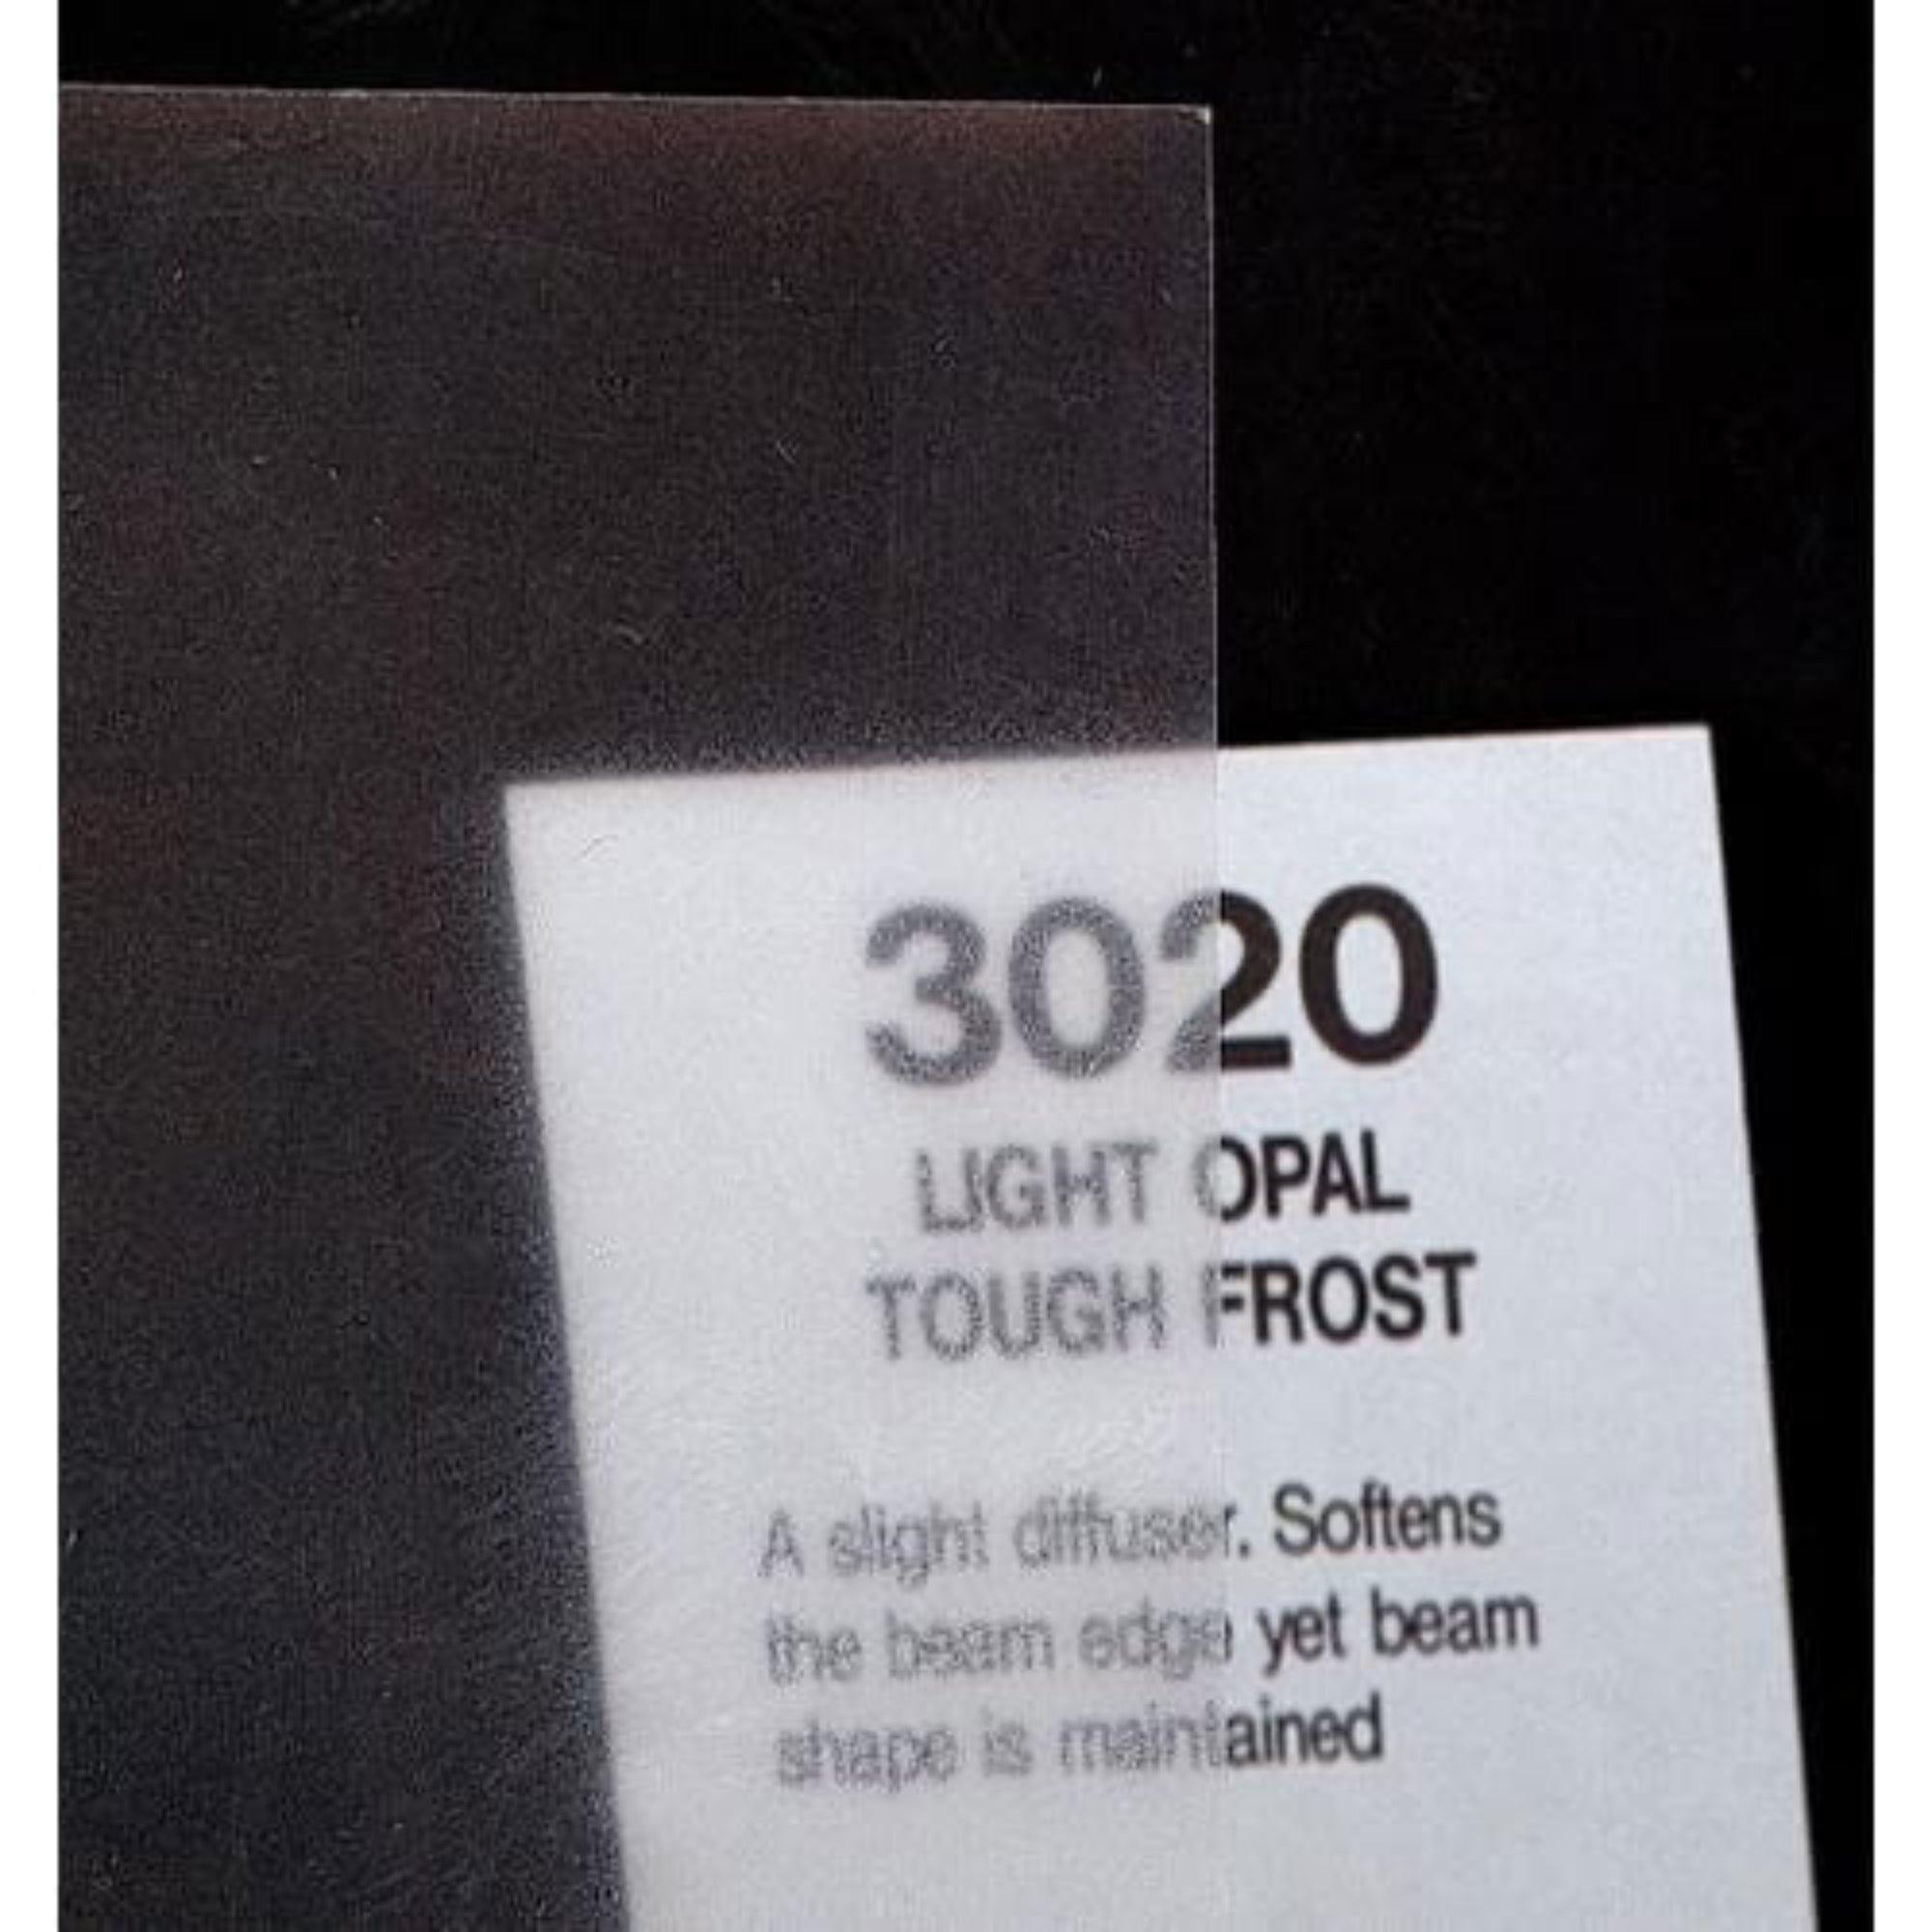 3020
LIGHT OPAL
TOUGH FROST
A slight diffuser. Softens
the beam edge yet beam
shape is maintained